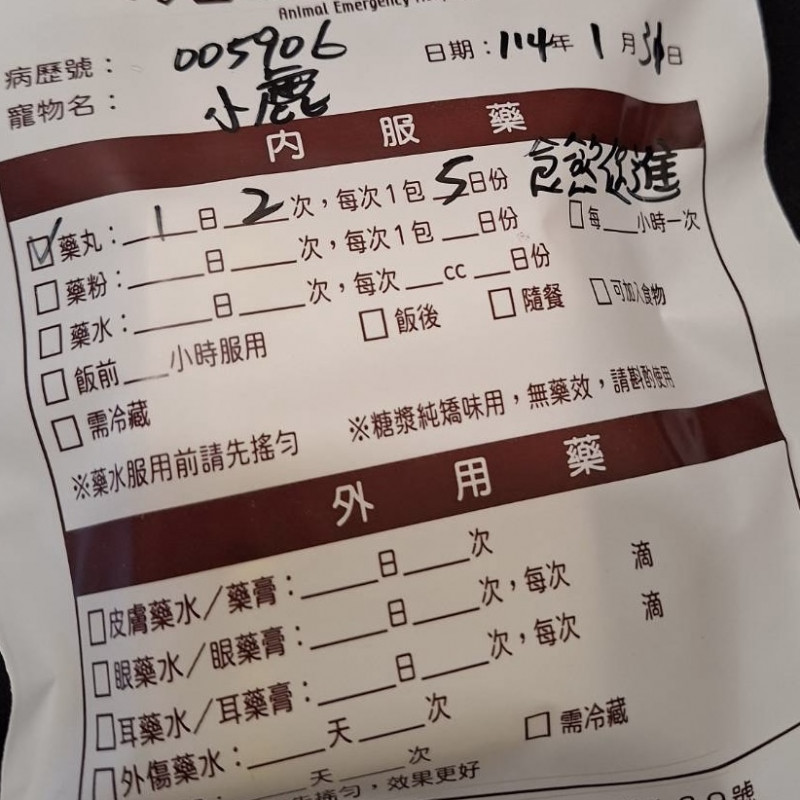 Animal Emergency
病歷號：005906 日期：114年 1月31日
寵物名：小鹿
內服藥
☑藥丸：1日2次，每次1包5日份 食慾促進
□藥粉：____日____次，每次1包__日份 □每__小時一次
□藥水：____日____次，每次__cc__日份
□飯前__小時服用 □飯後 □隨餐 □可加入食物
□需冷藏
※藥水服用前請先搖勻 ※糖漿純矯味用，無藥效，請斟酌使用
外用藥
□皮膚藥水／藥膏：____日____次
□眼藥水／眼藥膏：____日____次，每次 滴
□耳藥水／耳藥膏：____日____次，每次 滴
□外傷藥水：____天____次 □需冷藏
天____次
搖勻，效果更好
號